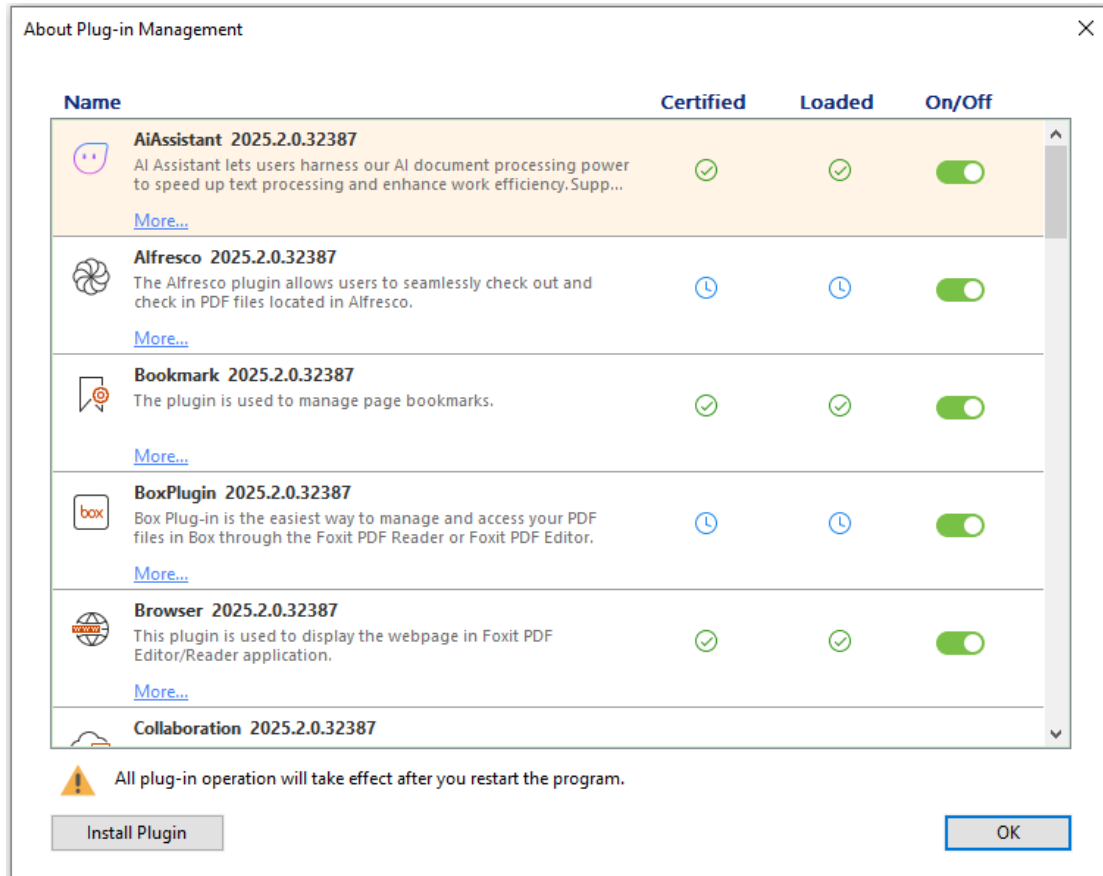 About Plug-in Management
Name Certified Loaded On/Off
AiAssistant 2025.2.0.32387
AI Assistant lets users harness our AI document processing power
to speed up text processing and enhance work efficiency.Supp...
More...
Alfresco 2025.2.0.32387
The Alfresco plugin allows users to seamlessly check out and
check in PDF files located in Alfresco.
More...
Bookmark 2025.2.0.32387
The plugin is used to manage page bookmarks.
More...
box
BoxPlugin 2025.2.0.32387
Box Plug-in is the easiest way to manage and access your PDF
files in Box through the Foxit PDF Reader or Foxit PDF Editor.
More...
www
Browser 2025.2.0.32387
This plugin is used to display the webpage in Foxit PDF
Editor/Reader application.
More...
Collaboration 2025.2.0.32387
All plug-in operation will take effect after you restart the program.
Install Plugin OK